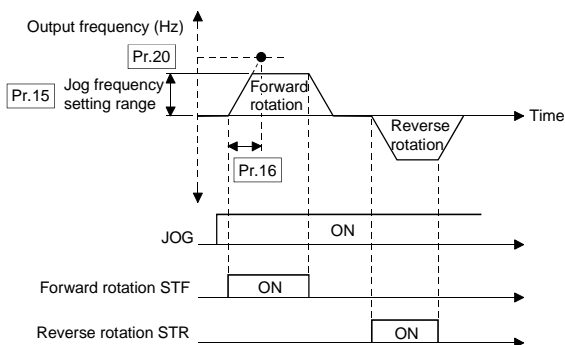 Output frequency (Hz)
Pr.20
Pr.15
Jog frequency
setting range
Forward
rotation
Time
Reverse
rotation
Pr.16
JOG
ON
Forward rotation STF
ON
Reverse rotation STR
ON